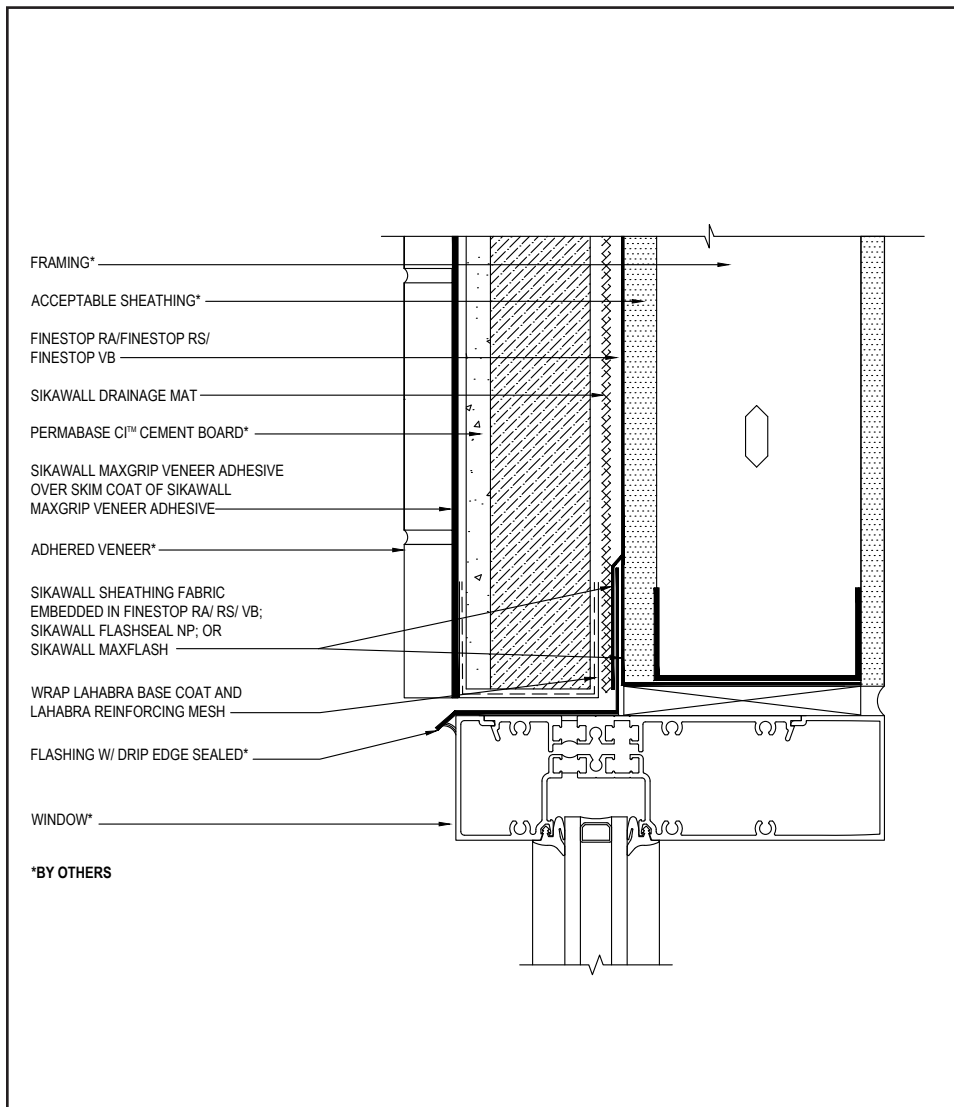 FRAMING*
ACCEPTABLE SHEATHING*
FINESTOP RA/FINESTOP RS/
FINESTOP VB
SIKAWALL DRAINAGE MAT
PERMABASE CI™ CEMENT BOARD*
SIKAWALL MAXGRIP VENEER ADHESIVE
OVER SKIM COAT OF SIKAWALL
MAXGRIP VENEER ADHESIVE
ADHERED VENEER*
SIKAWALL SHEATHING FABRIC
EMBEDDED IN FINESTOP RA/ RS/ VB;
SIKAWALL FLASHSEAL NP; OR
SIKAWALL MAXFLASH
WRAP LAHABRA BASE COAT AND
LAHABRA REINFORCING MESH
FLASHING W/ DRIP EDGE SEALED*
WINDOW*
*BY OTHERS